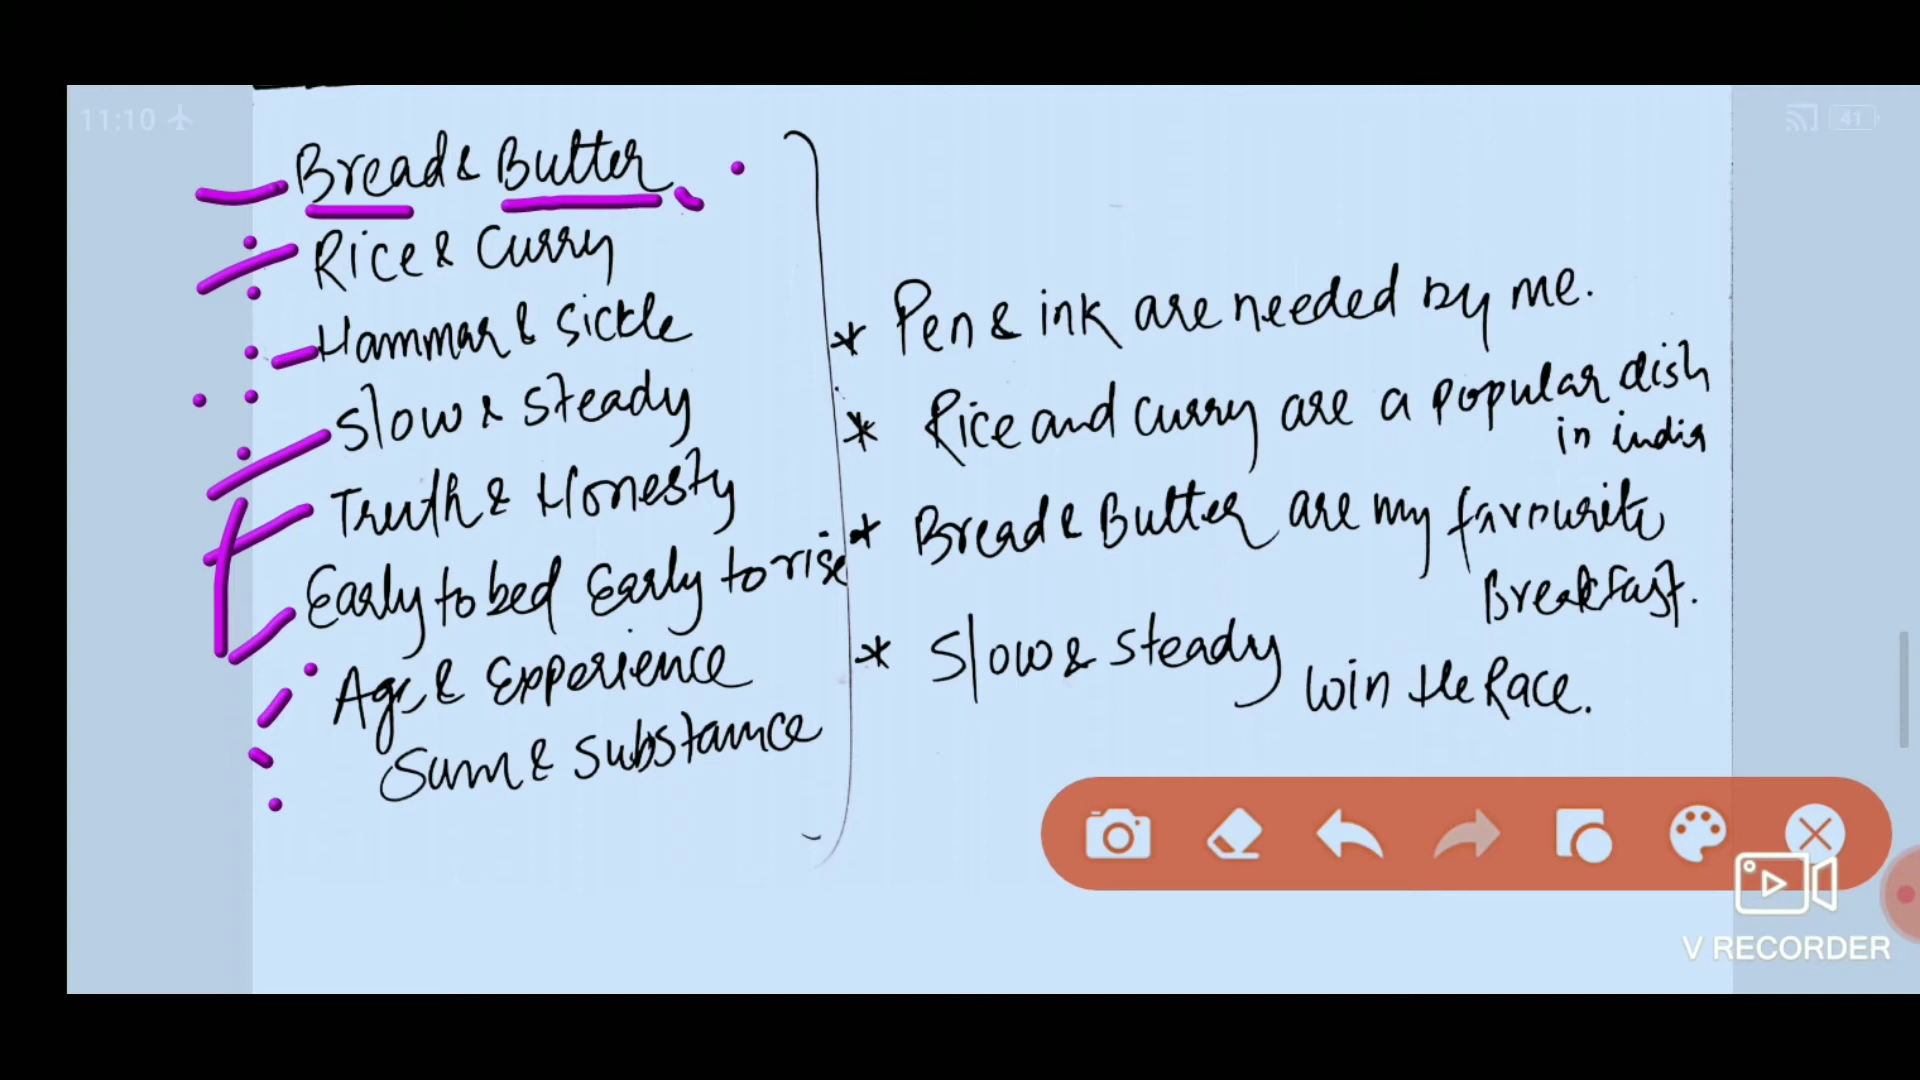 11:10
41
Bread & Butter
Rice & Curry
Hammar & Sickle
Slow & Steady
Truth & Honesty
Early to bed Early to rise
Age & Experience
Sum & Substance
* Pen & ink are needed by me.
* Rice and Curry are a popular dish
in india
* Bread & Butter are my favourite
Breakfast.
* Slow & Steady Win the Race.
V RECORDER